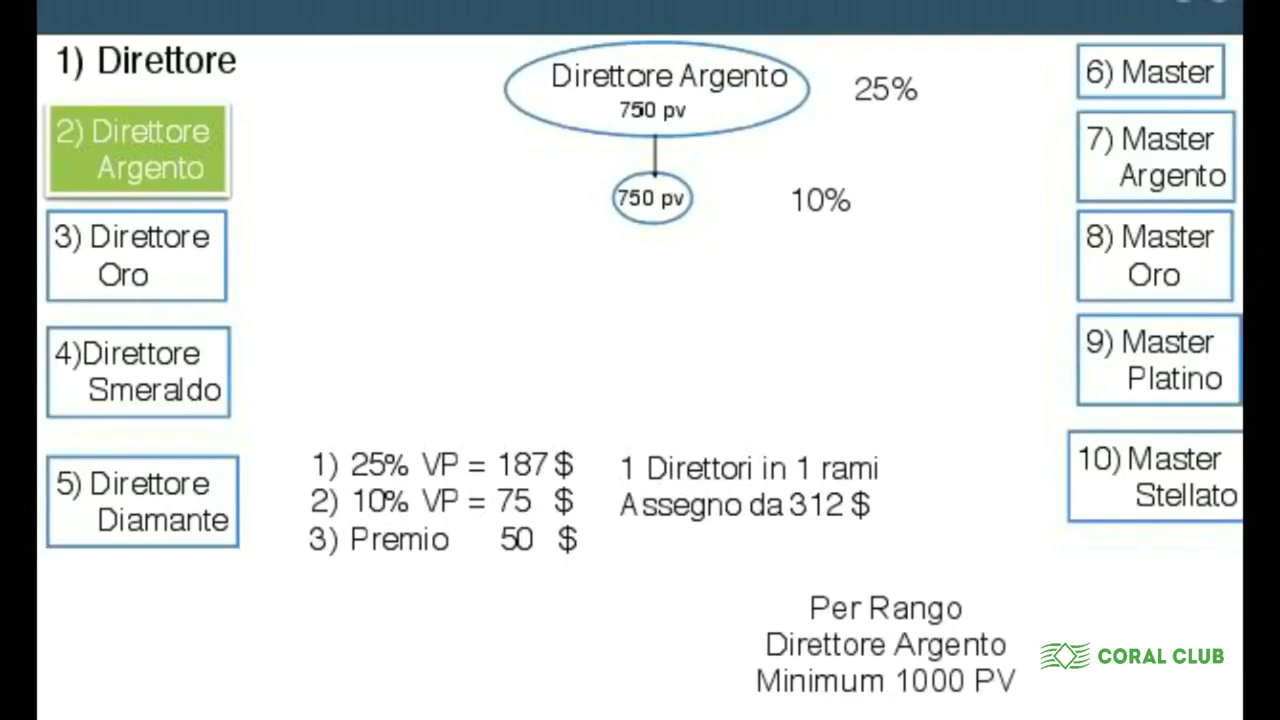 1) Direttore
2) Direttore
Argento
3) Direttore
Oro
4)Direttore
Smeraldo
5) Direttore
Diamante
Direttore Argento
750 pv
25%
750 pv
10%
1) 25% VP = 187 $
2) 10% VP = 75 $
3) Premio 50 $
1 Direttori in 1 rami
Assegno da 312 $
Per Rango
Direttore Argento
Minimum 1000 PV
6) Master
7) Master
Argento
8) Master
Oro
9) Master
Platino
10) Master
Stellato
CORAL CLUB